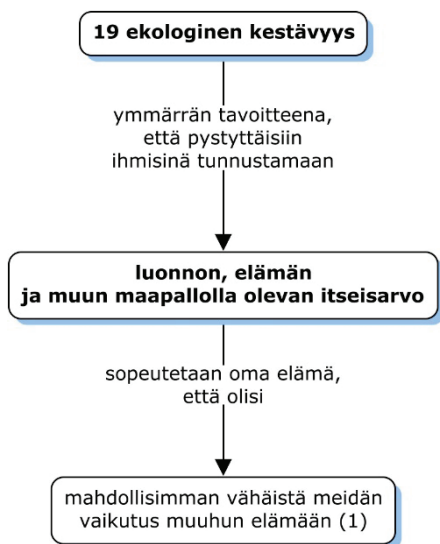 19 ekologinen kestävyys
ymmärrän tavoitteena,
että pystyttäisiin
ihmisinä tunnustamaan
luonnon, elämän
ja muun maapallolla olevan itseisarvo
sopeutetaan oma elämä,
että olisi
mahdollisimman vähäistä meidän
vaikutus muuhun elämään (1)